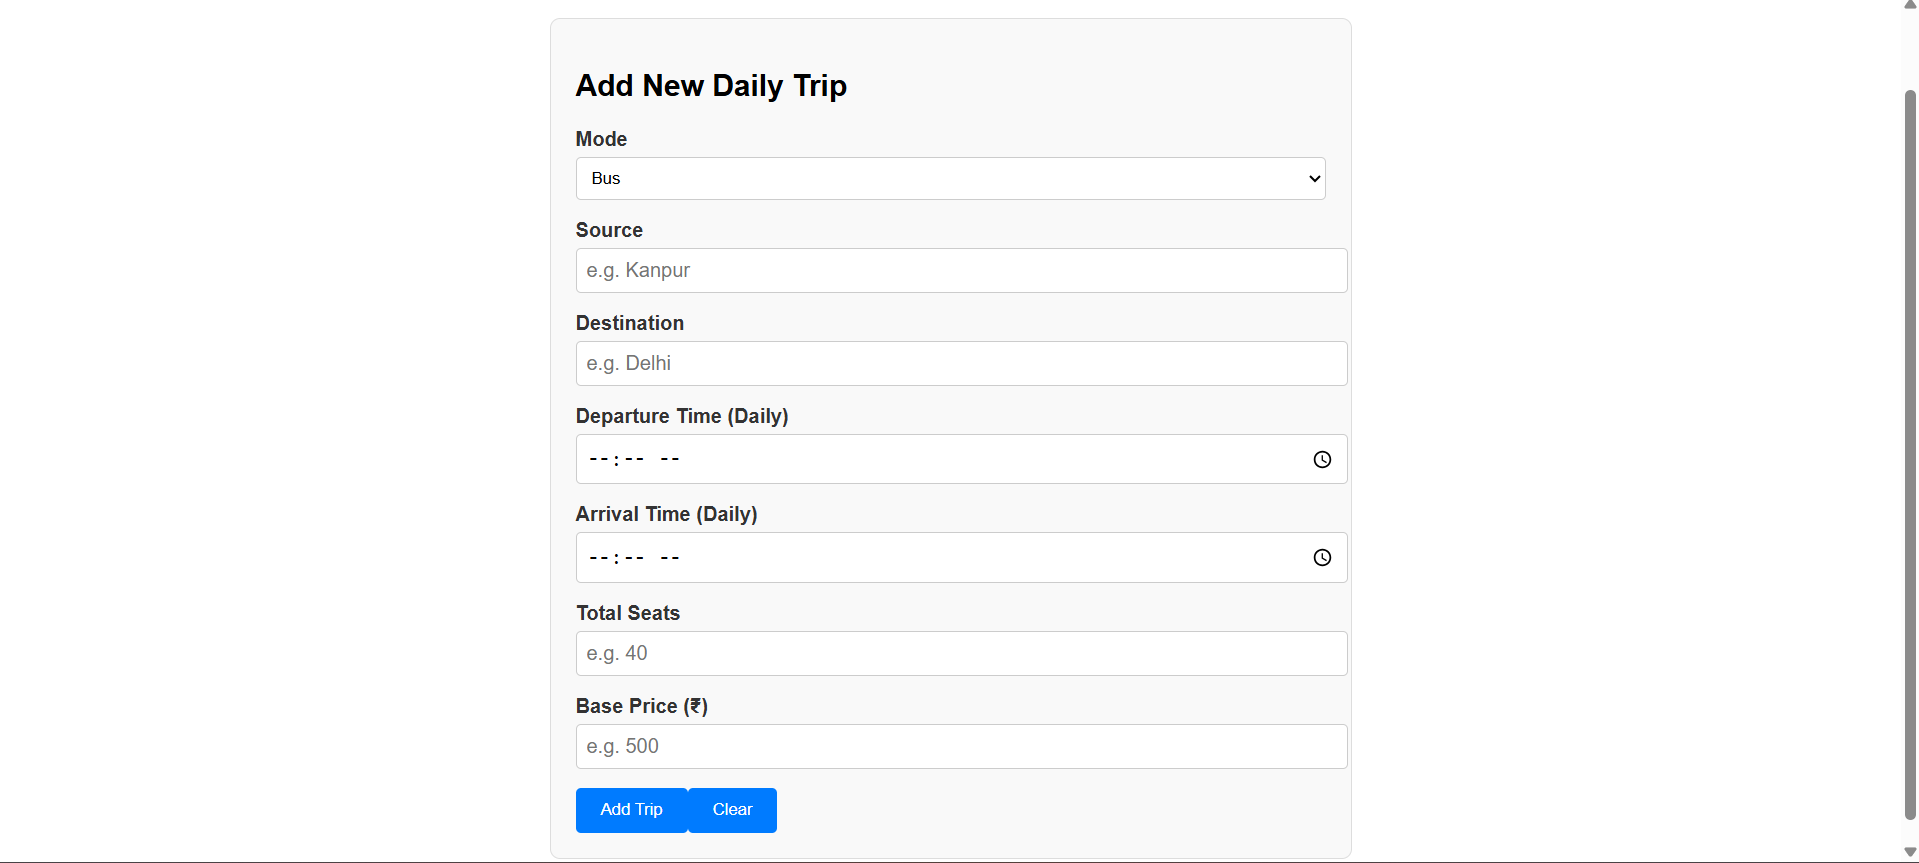 Add New Daily Trip
Mode
Bus
Source
e.g. Kanpur
Destination
e.g. Delhi
Departure Time (Daily)
--:-- --
Arrival Time (Daily)
--:-- --
Total Seats
e.g. 40
Base Price (₹)
e.g. 500
Add Trip Clear